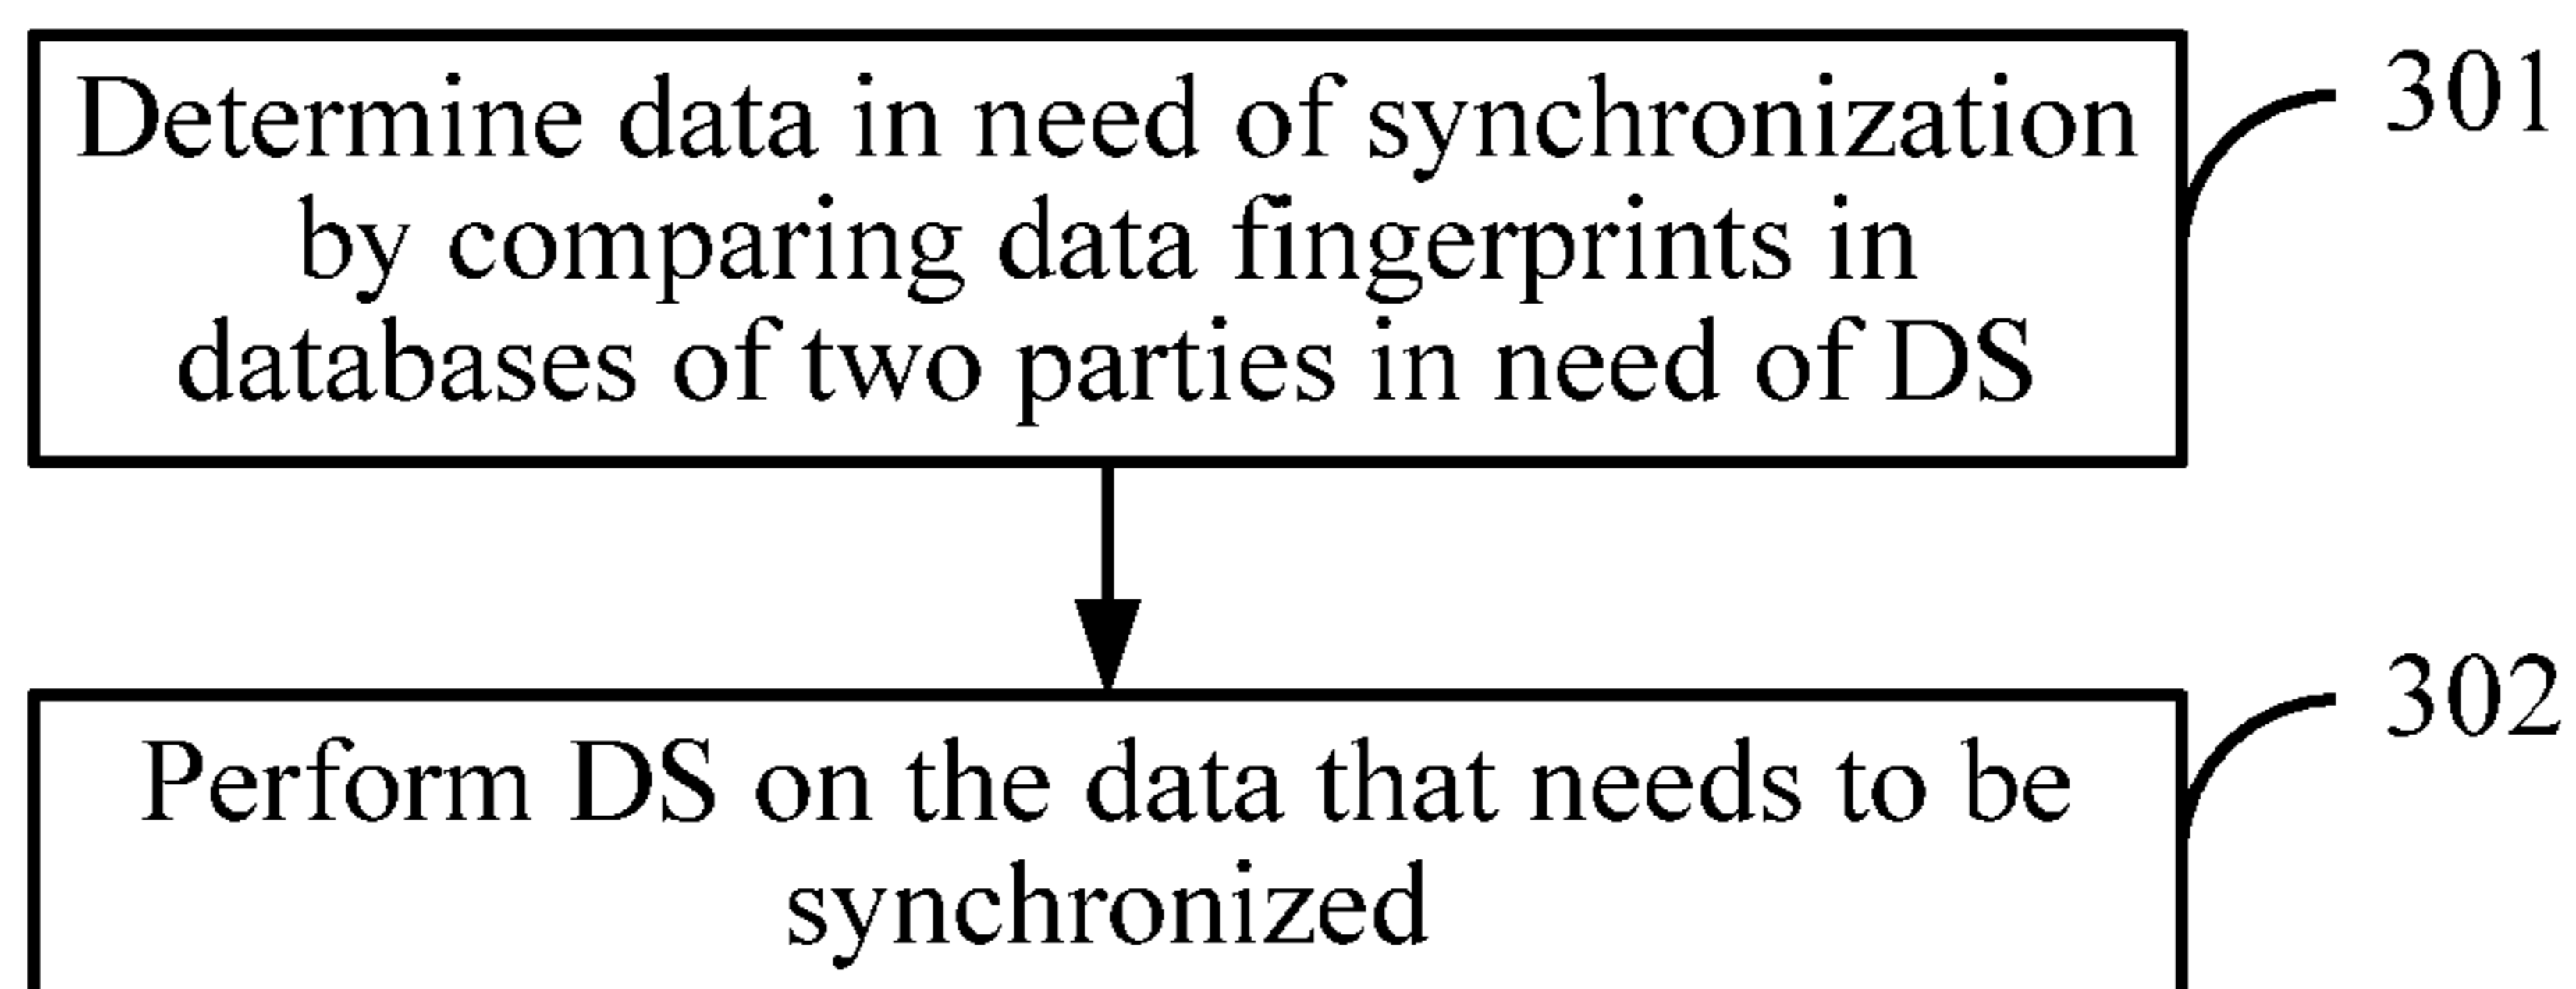 Determine data in need of synchronization
by comparing data fingerprints in
databases of two parties in need of DS
301
Perform DS on the data that needs to be
synchronized
302